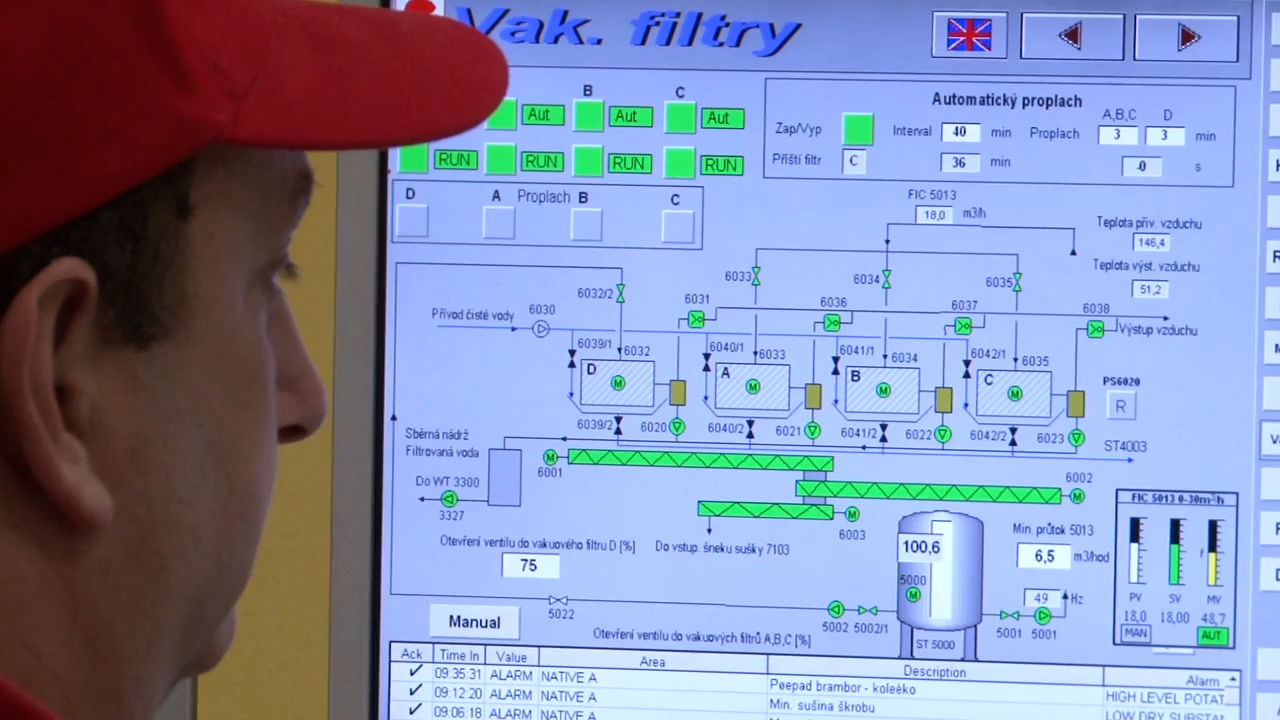 Vak. filtry
B C
Aut Aut Aut
RUN RUN RUN RUN
Automatický proplach
A,B,C D
Zap/Vyp Interval 40 min Proplach 3 3 min
Příští filtr C 36 min -0 s
D A Proplach B C
FIC 5013
18,0 m3/h
Teplota přiv. vzduchu
146,4
Teplota výst. vzduchu
51,2
6033 6034 6035
6032/2
6031 6036 6037 6038
Přívod čisté vody 6030
Výstup vzduchu
6039/1 6032 6040/1 6033 6041/1 6034 6042/1 6035
D M A M B M C M
PS6020
R
6039/2 6020 6040/2 6021 6041/2 6022 6042/2 6023
ST4003
Sběrná nádrž
Filtrovaná voda
M
6001
6002
M
Do WT 3300
3327
M
6003
FIC 5013 0-30m³h
Otevření ventilu do vakuového filtru D [%]
75
Do vstup. šneku sušky 7103
100,6
5000
M
Min. průtok 5013
6,5 m3/hod
49 Hz
PV SV MV
18,0 18,00 48,7
MAN AUT
5022
5002 5002/1
5001 5001
ST 5000
Manual
Otevření ventilu do vakuových filtrů A,B,C [%]
Ack Time In Value Area Description Alarm
09:35:31 ALARM NATIVE A Pøepad brambor - koleèko HIGH LEVEL POTAT
09:12:20 ALARM NATIVE A Min. sušina škrobu LOW DRY SUBSTAN
09:06:18 ALARM NATIVE A